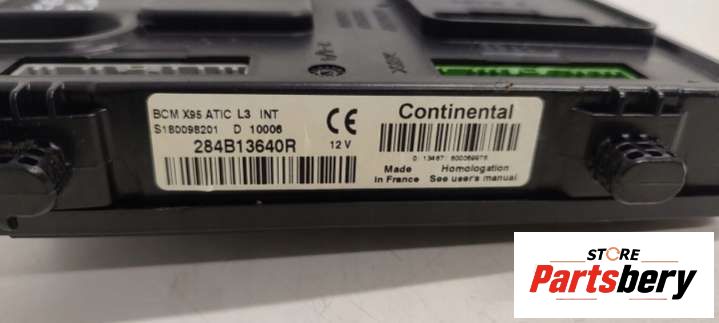 BCM X95 ATIC L3 INT
S180098201 D 10006
284B13640R
12 V
CE
Continental
Made in France
Homologation
See user's manual
STORE
Partsbery